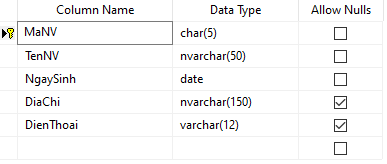 Column Name Data Type Allow Nulls
MaNV char(5)
TenNV nvarchar(50)
NgaySinh date
DiaChi nvarchar(150)
DienThoai varchar(12)